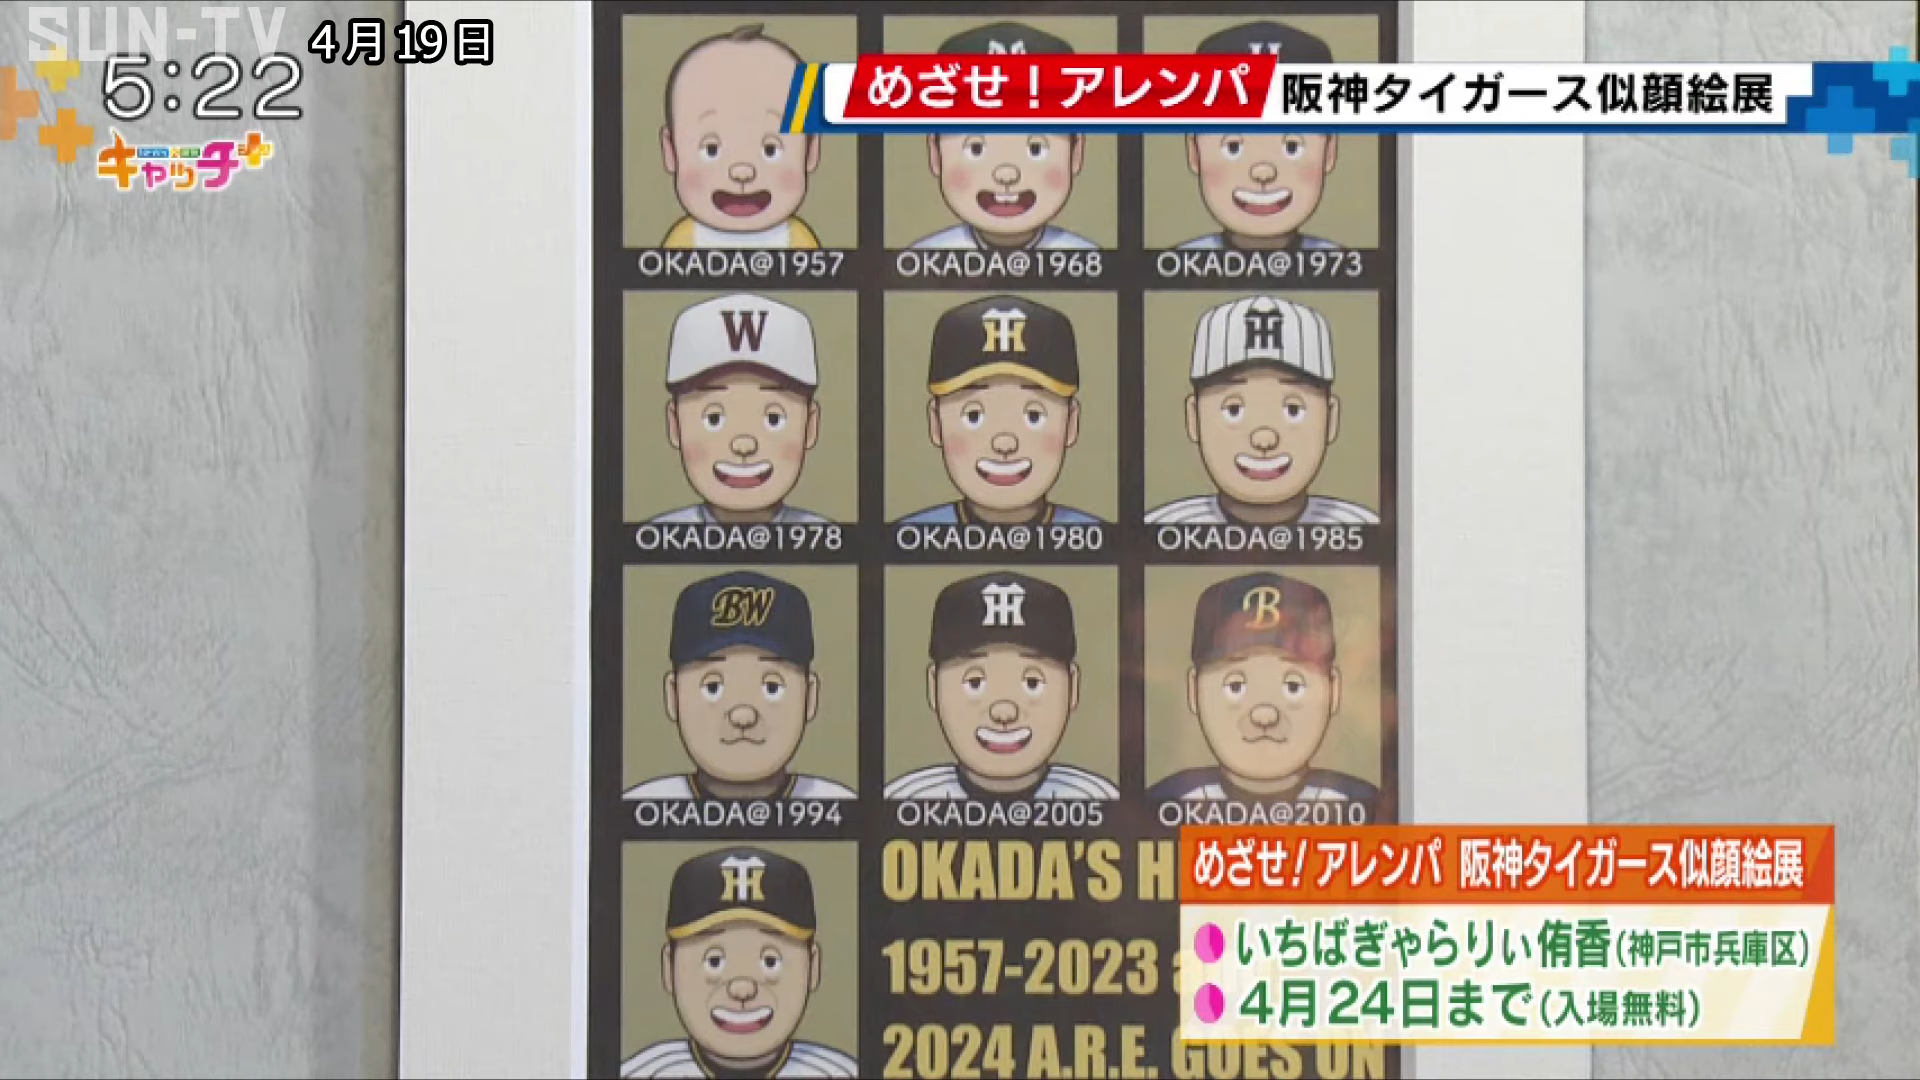 SUN-TV
4月19日
5:22
キャッチ+
めざせ！アレンパ 阪神タイガース似顔絵展
OKADA@1957 OKADA@1968 OKADA@1973
W
OKADA@1978 OKADA@1980 OKADA@1985
BW
B
OKADA@1994 OKADA@2005 OKADA@2010
OKADA'S H
1957-2023
2024 A.R.E. GOES ON
めざせ！アレンパ 阪神タイガース似顔絵展
いちばぎゃらりぃ侑香(神戸市兵庫区)
4月24日まで(入場無料)